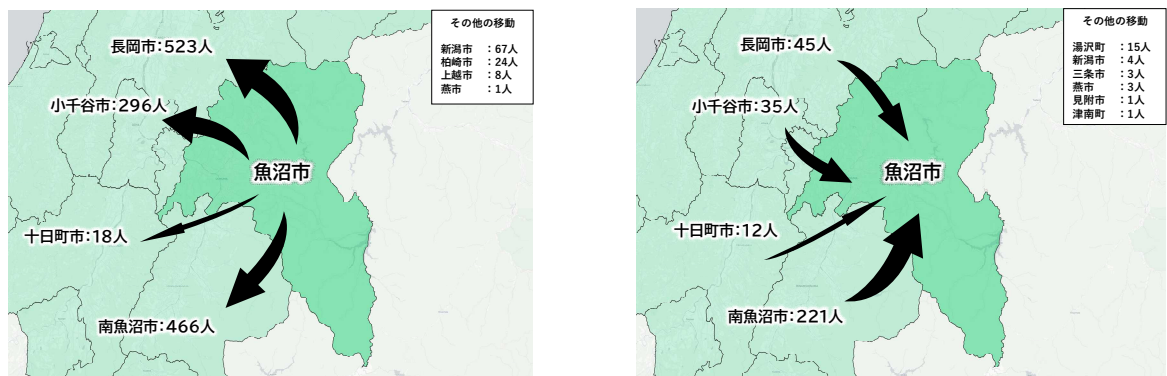 長岡市:523人
小千谷市:296人
魚沼市
十日町市:18人
南魚沼市:466人
その他の移動
新潟市 :67人
柏崎市 :24人
上越市 :8人
燕市 :1人
長岡市:45人
小千谷市:35人
魚沼市
十日町市:12人
南魚沼市:221人
その他の移動
湯沢町 :15人
新潟市 :4人
三条市 :3人
燕市 :3人
見附市 :1人
津南町 :1人